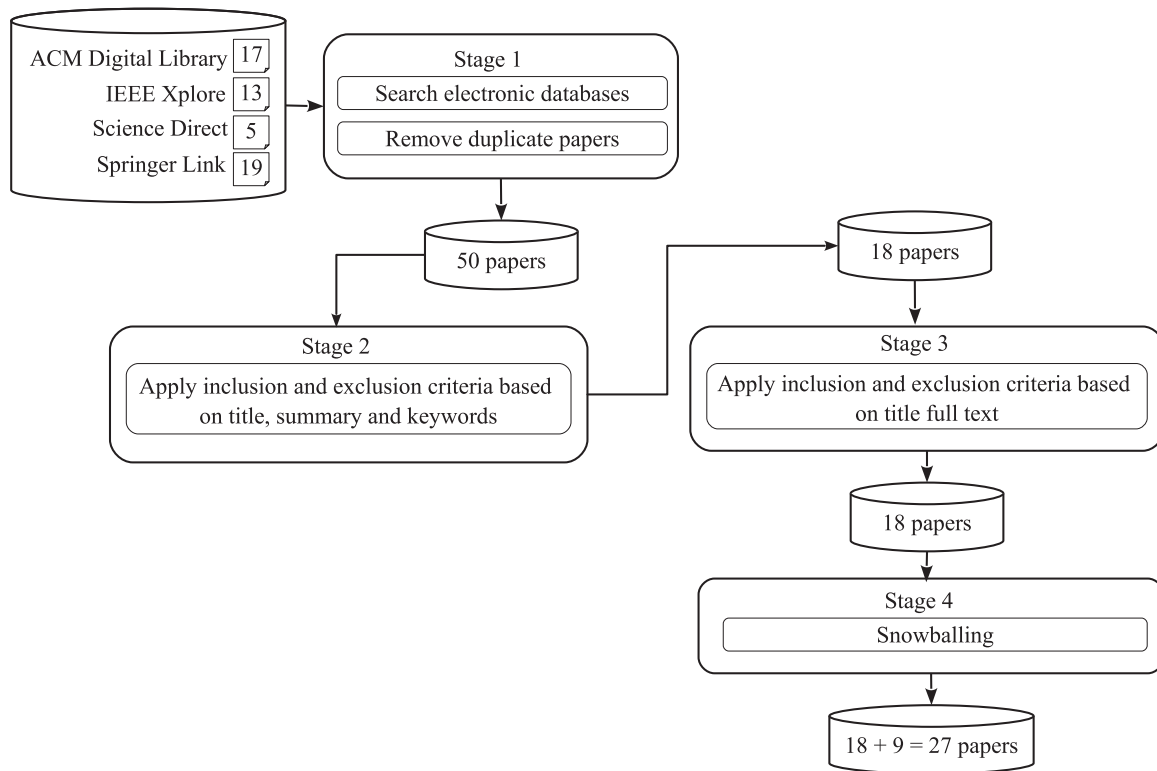 ACM Digital Library 17
IEEE Xplore 13
Science Direct 5
Springer Link 19
Stage 1
Search electronic databases
Remove duplicate papers
50 papers
Stage 2
Apply inclusion and exclusion criteria based
on title, summary and keywords
18 papers
Stage 3
Apply inclusion and exclusion criteria based
on title full text
18 papers
Stage 4
Snowballing
18 + 9 = 27 papers